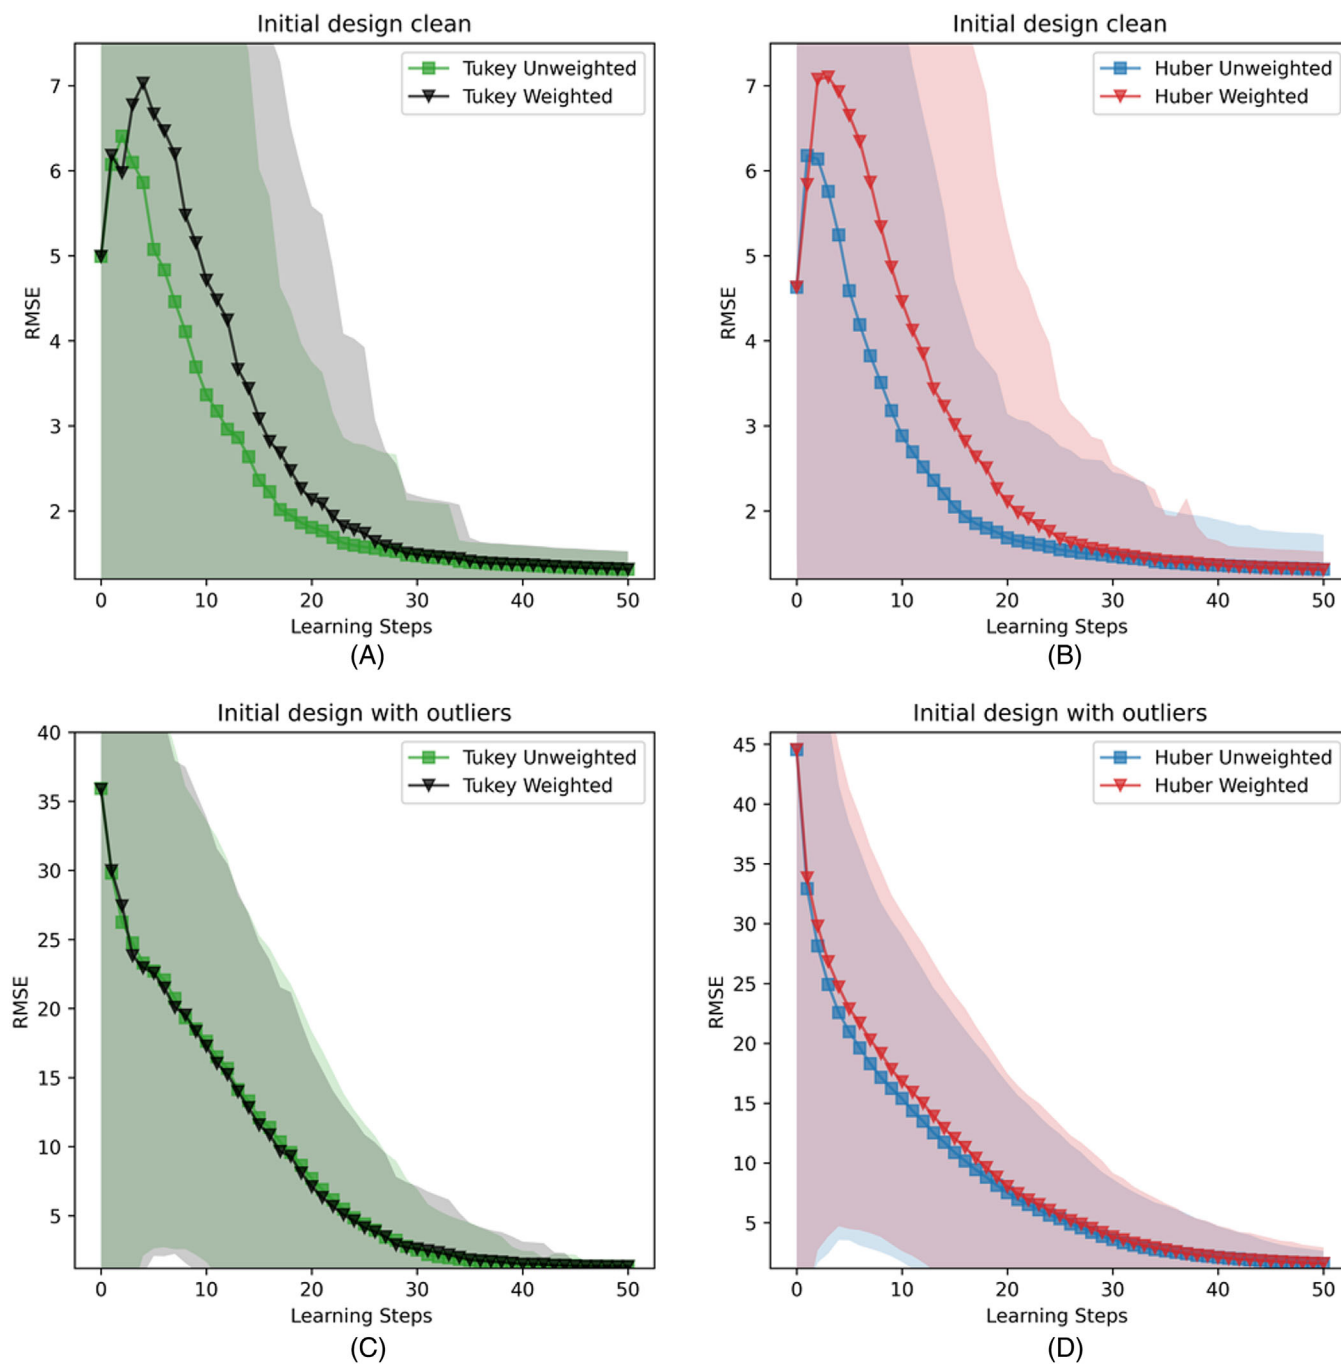 Initial design clean
Tukey Unweighted
Tukey Weighted
7
6
5
4
3
2
RMSE
0 10 20 30 40 50
Learning Steps
(A)
Initial design clean
Huber Unweighted
Huber Weighted
7
6
5
4
3
2
RMSE
0 10 20 30 40 50
Learning Steps
(B)
Initial design with outliers
Tukey Unweighted
Tukey Weighted
40
35
30
25
20
15
10
5
RMSE
0 10 20 30 40 50
Learning Steps
(C)
Initial design with outliers
Huber Unweighted
Huber Weighted
45
40
35
30
25
20
15
10
5
RMSE
0 10 20 30 40 50
Learning Steps
(D)